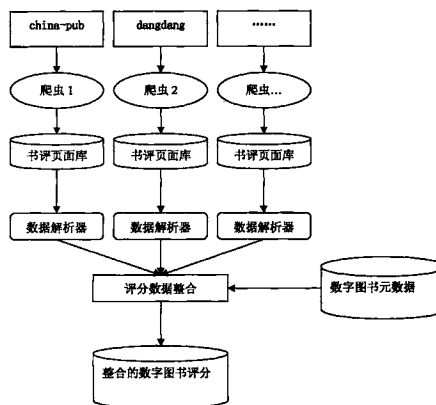 china-pub
dangdang
……
爬虫1
爬虫2
爬虫...
书评页面库
书评页面库
书评页面库
数据解析器
数据解析器
数据解析器
评分数据整合
数字图书元数据
整合的数字图书评分